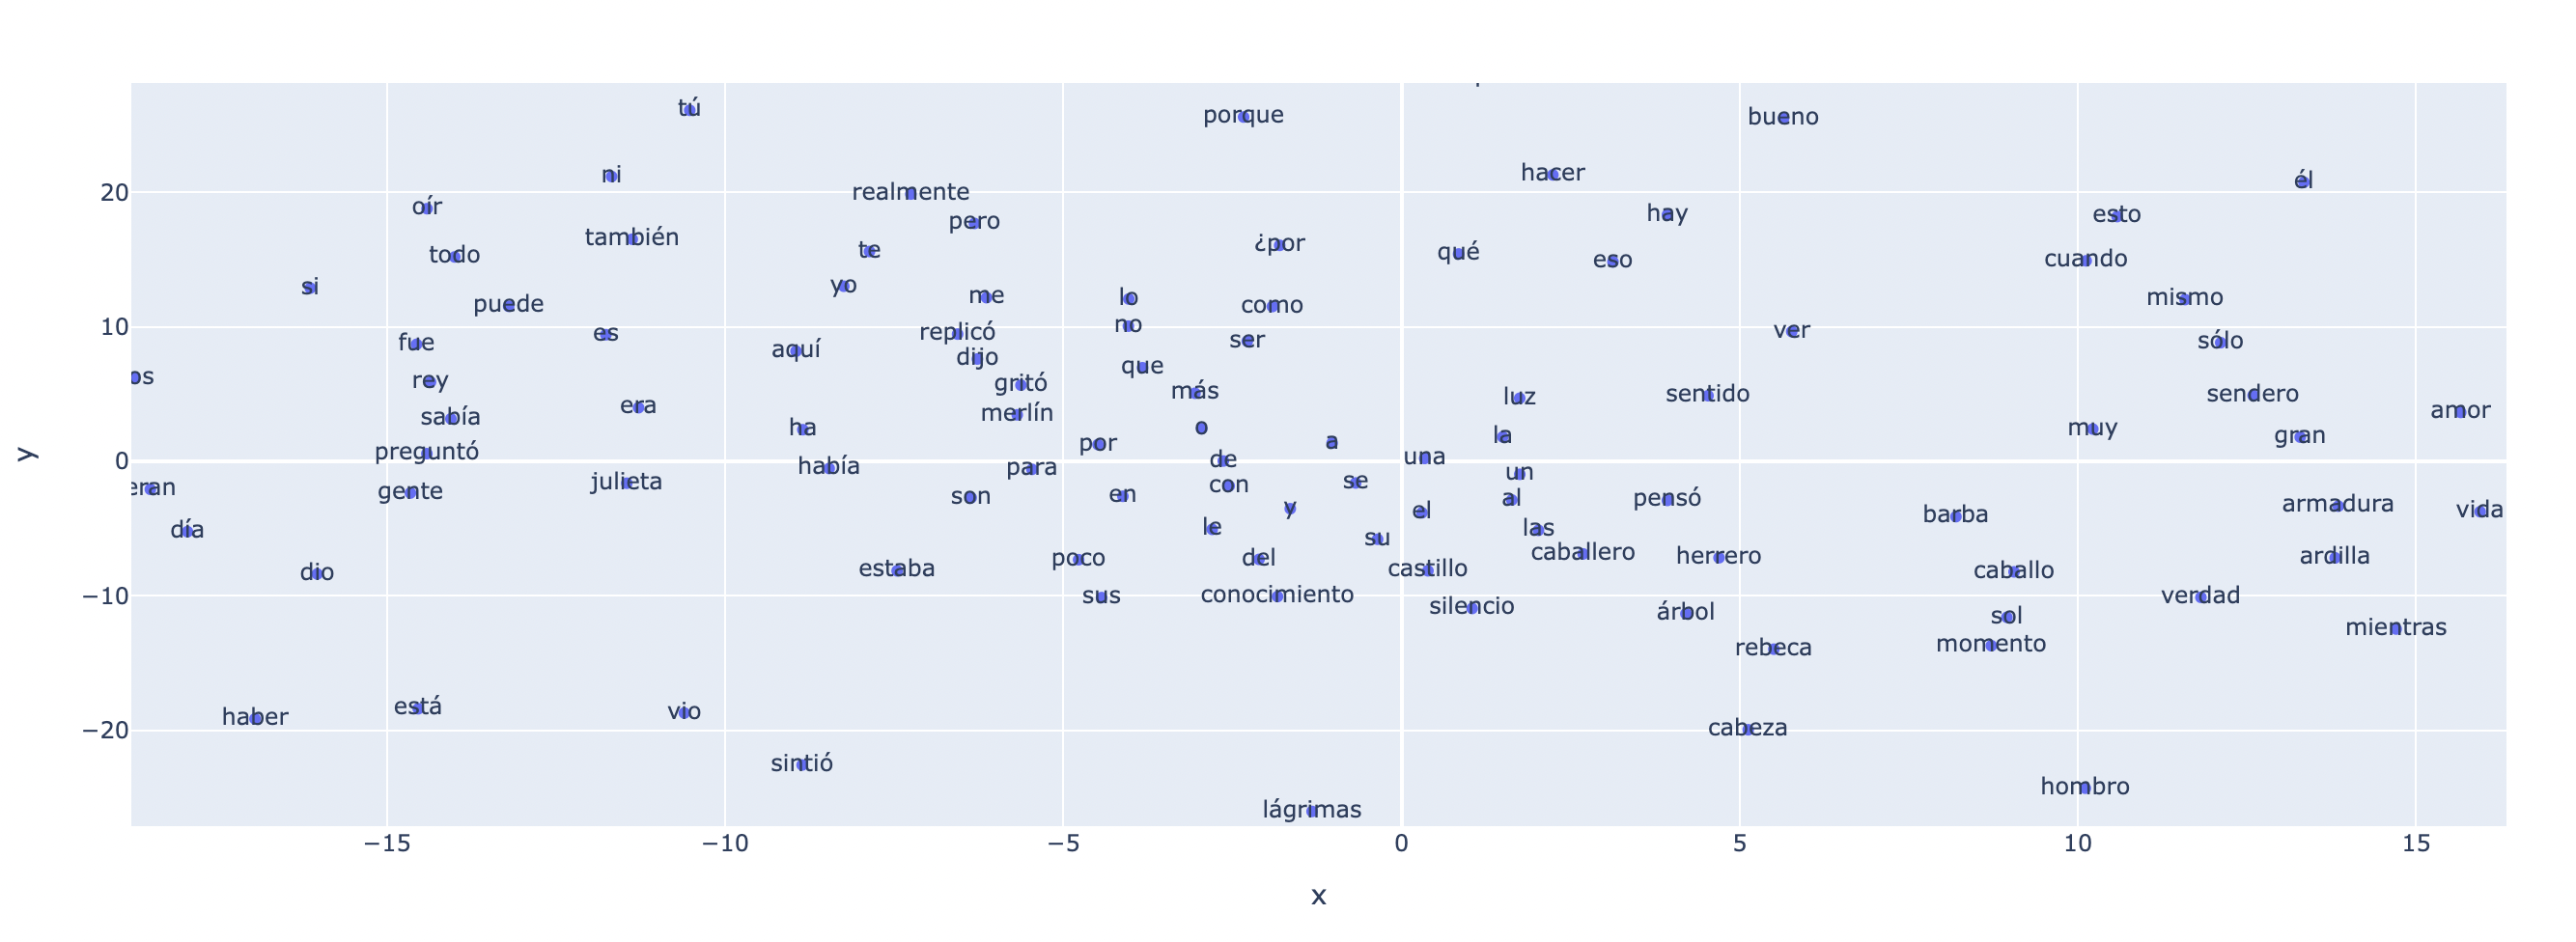 tú
porque
bueno
ni
hacer
él
20
oír
realmente
pero
hay
esto
también
te
¿por
qué
eso
todo
cuando
si
yo
me
lo
como
mismo
puede
10
no
replicó
ver
fue
es
aquí
dijo
ser
sólo
os
rey
gritó
que
más
luz
sentido
sendero
amor
sabía
era
ha
merlín
o
por
a
la
muy
gran
preguntó
y
0
había
para
de
una
se
un
eran
gente
julieta
son
en
con
al
pensó
armadura
vida
día
le
y
el
las
barba
su
dio
estaba
poco
del
castillo
caballero
herrero
caballo
ardilla
−10
sus
conocimiento
silencio
árbol
sol
verdad
mientras
rebeca
momento
haber
está
vio
−20
cabeza
sintió
hombro
lágrimas
−15
−10
−5
0
5
10
15
x